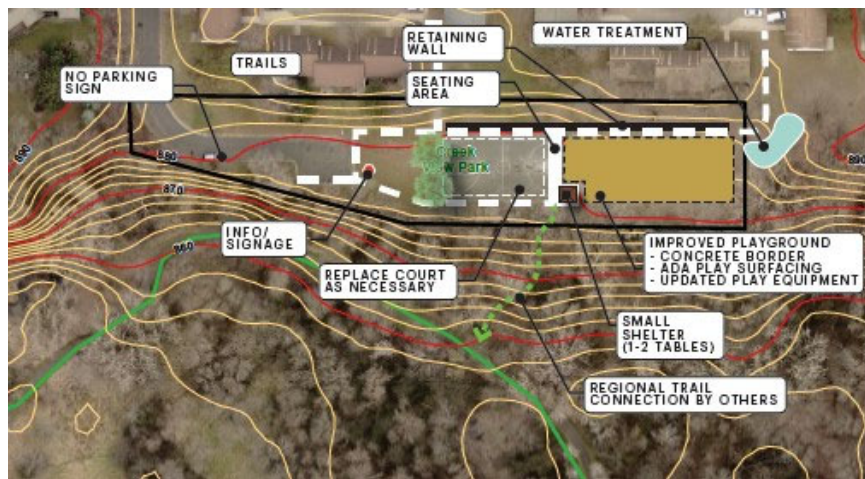 RETAINING
WALL
WATER TREATMENT
TRAILS
NO PARKING
SIGN
SEATING
AREA
890
880
Creek
View Park
890
870
860
INFO/
SIGNAGE
REPLACE COURT
AS NECESSARY
IMPROVED PLAYGROUND
- CONCRETE BORDER
- ADA PLAY SURFACING
- UPDATED PLAY EQUIPMENT
SMALL
SHELTER
(1-2 TABLES)
REGIONAL TRAIL
CONNECTION BY OTHERS